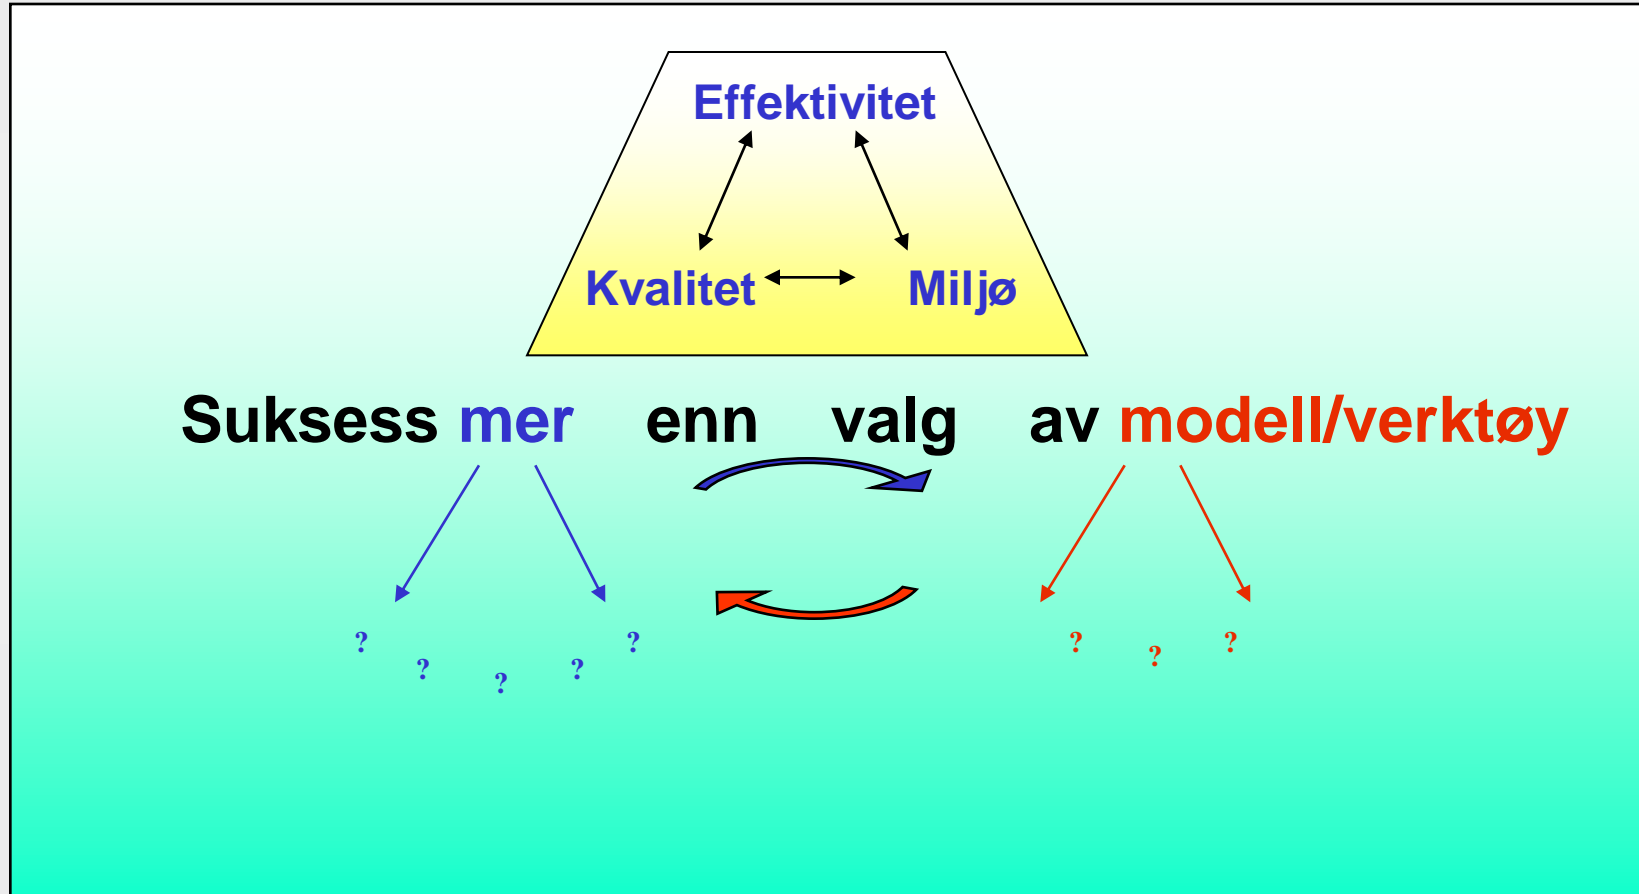 Effektivitet
Kvalitet Miljø
Suksess mer enn valg av modell/verktøy
? ? ? ? ? ? ? ?